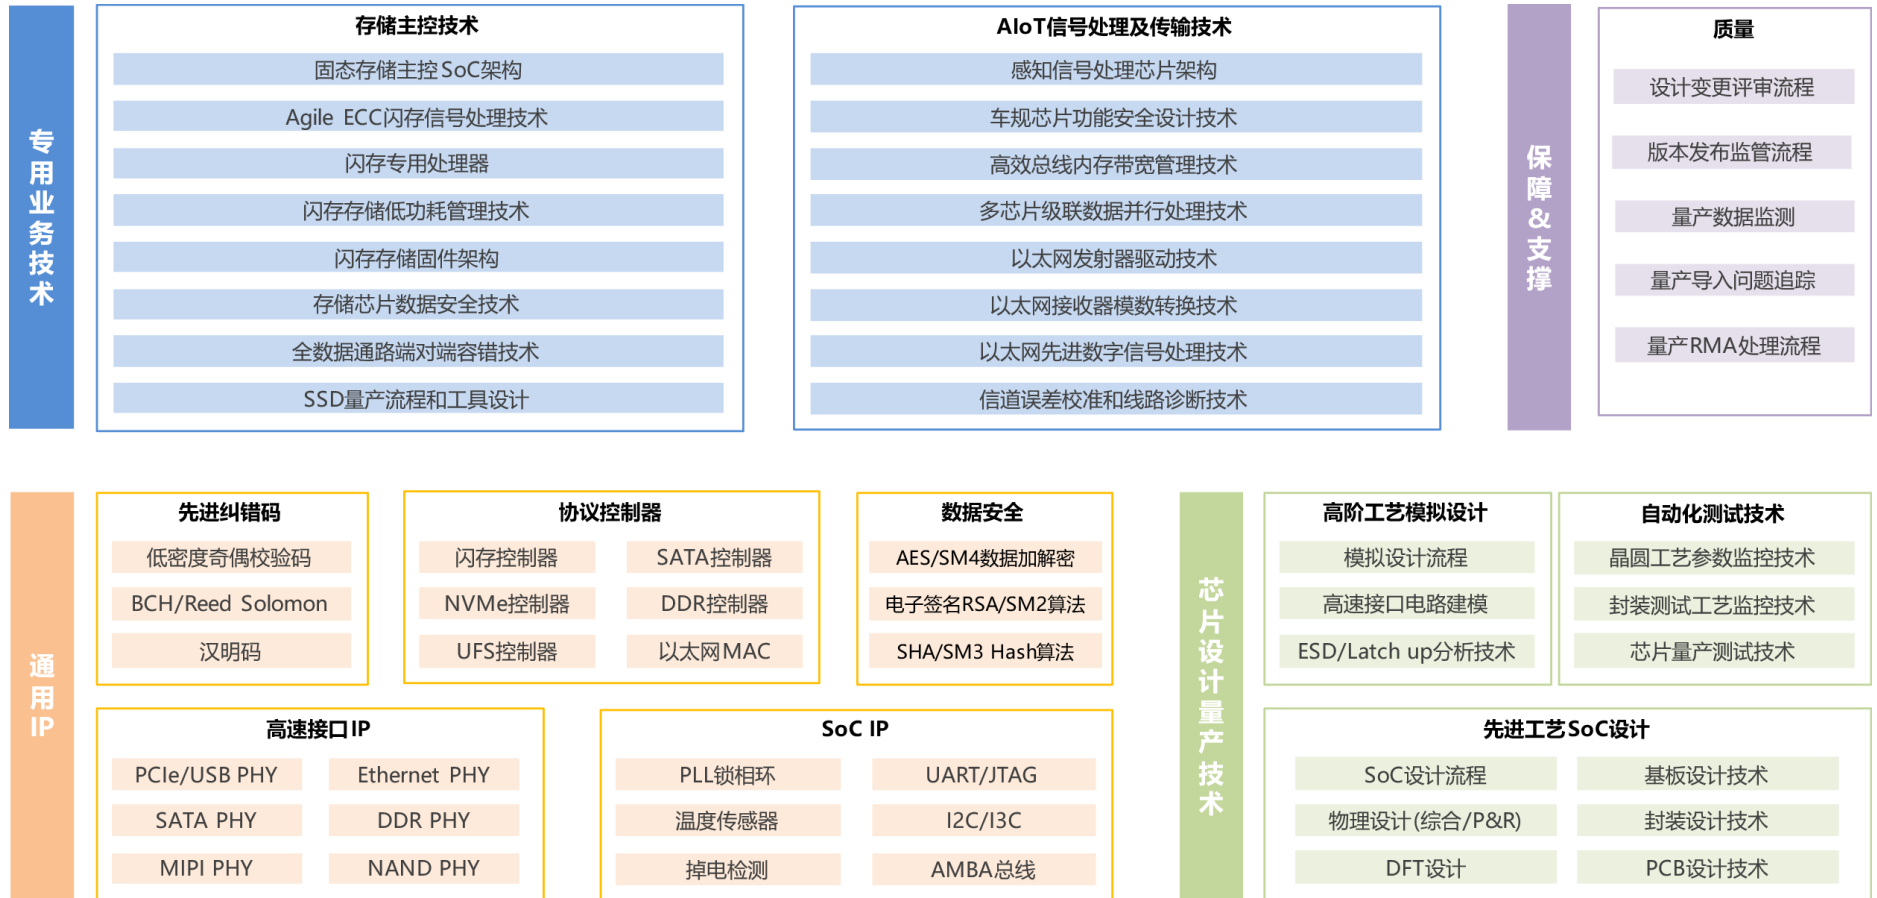 专用业务技术
存储主控技术
固态存储主控SoC架构
Agile ECC闪存信号处理技术
闪存专用处理器
闪存存储低功耗管理技术
闪存存储固件架构
存储芯片数据安全技术
全数据通路端对端容错技术
SSD量产流程和工具设计
AIoT信号处理及传输技术
感知信号处理芯片架构
车规芯片功能安全设计技术
高效总线内存带宽管理技术
多芯片级联数据并行处理技术
以太网发射器驱动技术
以太网接收器模数转换技术
以太网先进数字信号处理技术
信道误差校准和线路诊断技术
保障&支撑
质量
设计变更评审流程
版本发布监管流程
量产数据监测
量产导入问题追踪
量产RMA处理流程
通用IP
先进纠错码
低密度奇偶校验码
BCH/Reed Solomon
汉明码
协议控制器
闪存控制器
SATA控制器
NVMe控制器
DDR控制器
UFS控制器
以太网MAC
数据安全
AES/SM4数据加解密
电子签名RSA/SM2算法
SHA/SM3 Hash算法
高速接口IP
PCIe/USB PHY
Ethernet PHY
SATA PHY
DDR PHY
MIPI PHY
NAND PHY
SoC IP
PLL锁相环
UART/JTAG
温度传感器
I2C/I3C
掉电检测
AMBA总线
芯片设计量产技术
高阶工艺模拟设计
模拟设计流程
高速接口电路建模
ESD/Latch up分析技术
自动化测试技术
晶圆工艺参数监控技术
封装测试工艺监控技术
芯片量产测试技术
先进工艺SoC设计
SoC设计流程
基板设计技术
物理设计(综合/P&R)
封装设计技术
DFT设计
PCB设计技术